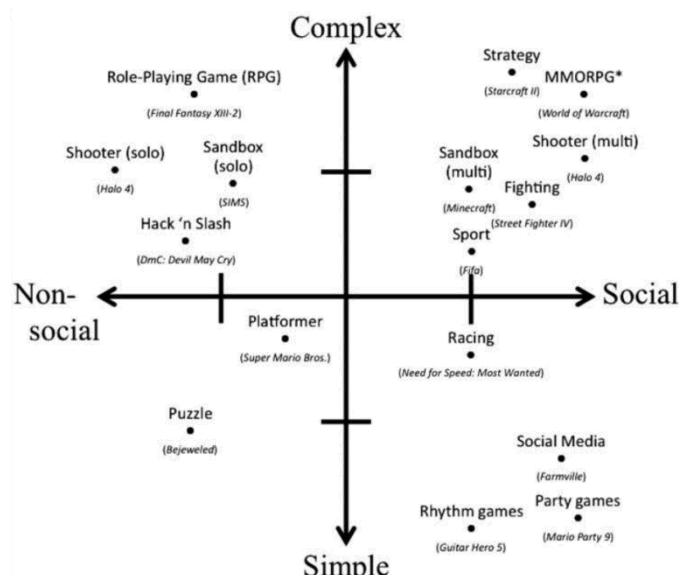 Complex
Strategy
(Starcraft II)
MMORPG*
(World of Warcraft)
Role-Playing Game (RPG)
(Final Fantasy XIII-2)
Shooter (solo)
(Halo 4)
Sandbox
(solo)
(SIMS)
Sandbox
(multi)
(Minecraft)
Shooter (multi)
(Halo 4)
Fighting
(Street Fighter IV)
Hack 'n Slash
(DmC: Devil May Cry)
Sport
(Fifa)
Non-
social
Social
Platformer
(Super Mario Bros.)
Racing
(Need for Speed: Most Wanted)
Puzzle
(Bejeweled)
Social Media
(Farmville)
Rhythm games
(Guitar Hero 5)
Party games
(Mario Party 9)
Simple